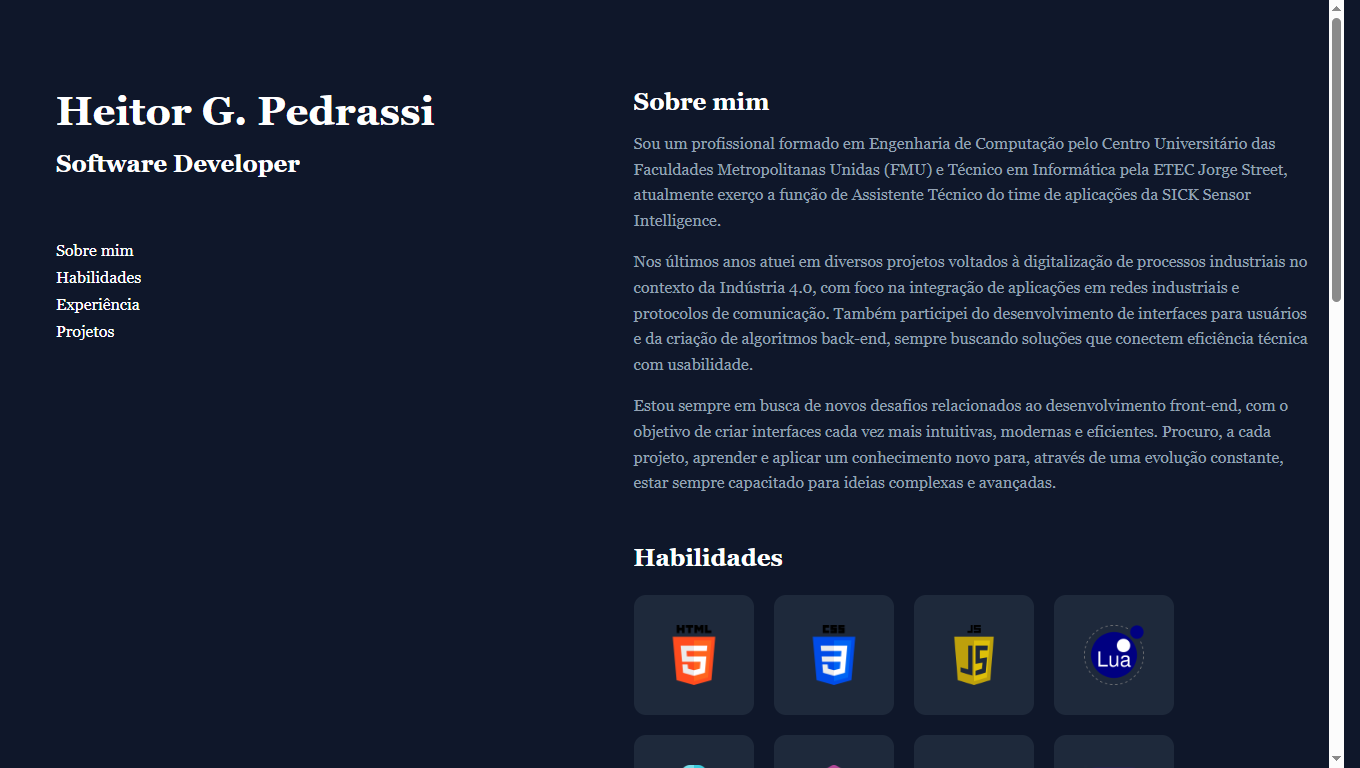 Heitor G. Pedrassi
Software Developer
Sobre mim
Habilidades
Experiência
Projetos
Sobre mim
Sou um profissional formado em Engenharia de Computação pelo Centro Universitário das
Faculdades Metropolitanas Unidas (FMU) e Técnico em Informática pela ETEC Jorge Street,
atualmente exerço a função de Assistente Técnico do time de aplicações da SICK Sensor
Intelligence.
Nos últimos anos atuei em diversos projetos voltados à digitalização de processos industriais no
contexto da Indústria 4.0, com foco na integração de aplicações em redes industriais e
protocolos de comunicação. Também participei do desenvolvimento de interfaces para usuários
e da criação de algoritmos back-end, sempre buscando soluções que conectem eficiência técnica
com usabilidade.
Estou sempre em busca de novos desafios relacionados ao desenvolvimento front-end, com o
objetivo de criar interfaces cada vez mais intuitivas, modernas e eficientes. Procuro, a cada
projeto, aprender e aplicar um conhecimento novo para, através de uma evolução constante,
estar sempre capacitado para ideias complexas e avançadas.
Habilidades
HTML 5
CSS 3
JS JS
Lua